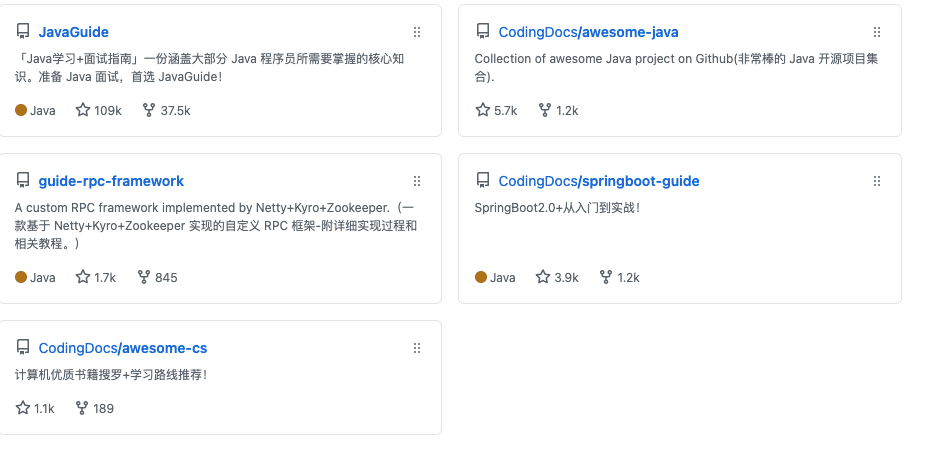 JavaGuide
「Java学习+面试指南」一份涵盖大部分 Java 程序员所需要掌握的核心知
识。准备 Java 面试，首选 JavaGuide！
Java 109k 37.5k
CodingDocs/awesome-java
Collection of awesome Java project on Github(非常棒的 Java 开源项目集
合).
5.7k 1.2k
guide-rpc-framework
A custom RPC framework implemented by Netty+Kyro+Zookeeper.（一
款基于 Netty+Kyro+Zookeeper 实现的自定义 RPC 框架-附详细实现过程和
相关教程。）
Java 1.7k 845
CodingDocs/springboot-guide
SpringBoot2.0+从入门到实战！
Java 3.9k 1.2k
CodingDocs/awesome-cs
计算机优质书籍搜罗+学习路线推荐！
1.1k 189